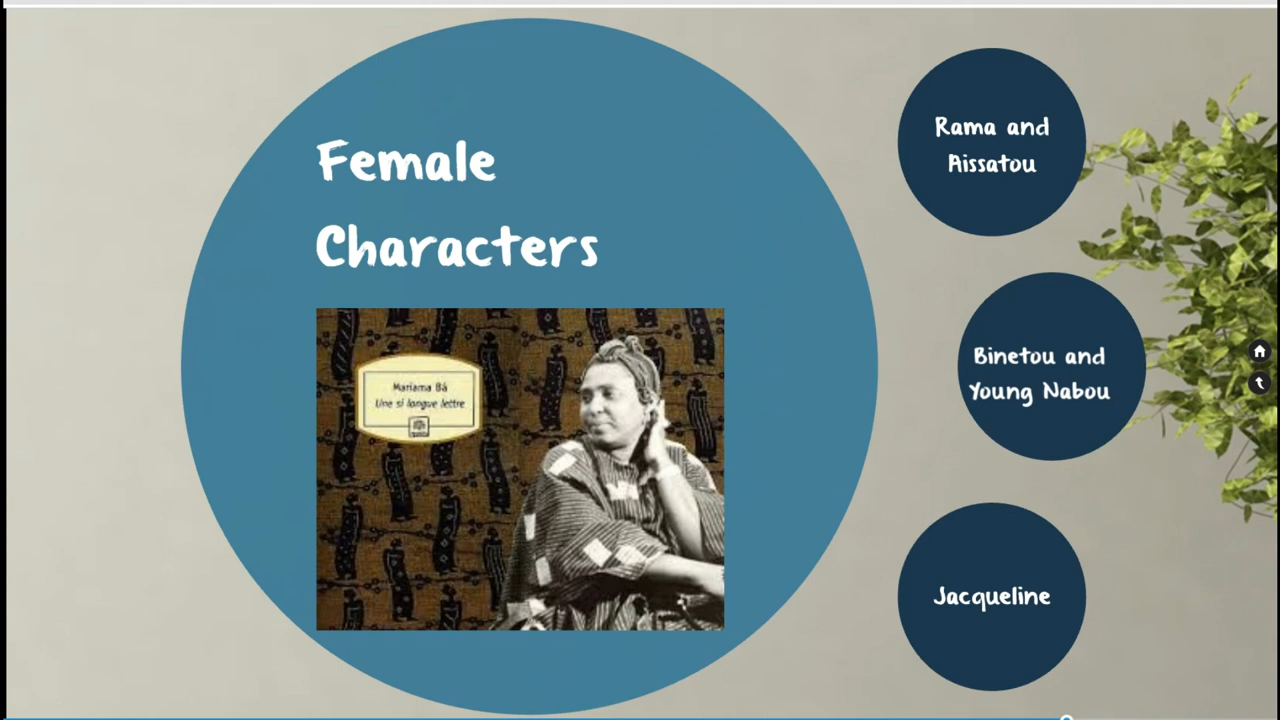 Female
Characters
Mariama Bâ
Une si longue lettre
Rama and
Aissatou
Binetou and
Young Nabou
Jacqueline